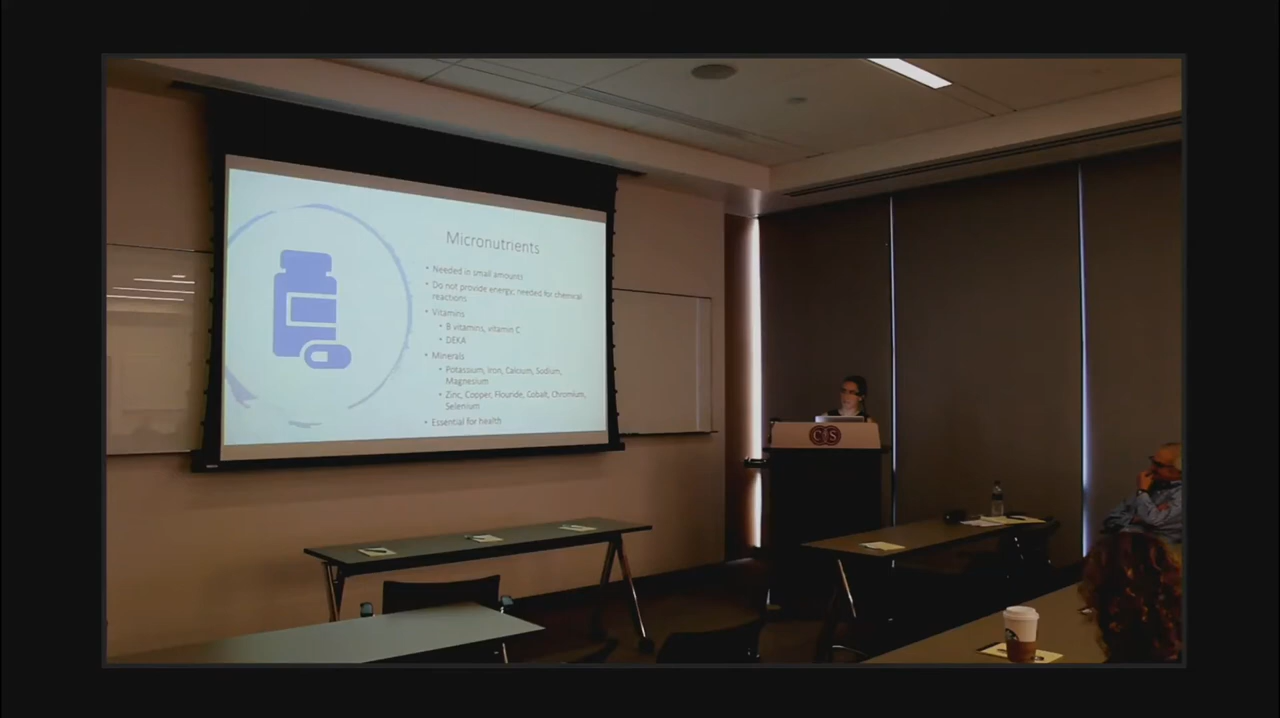 Micronutrients
• Needed in small amounts
• Do not provide energy; needed for chemical
reactions
• Vitamins
• B vitamins, vitamin C
• DEKA
• Minerals
• Potassium, Iron, Calcium, Sodium,
Magnesium
• Zinc, Copper, Flouride, Cobalt, Chromium,
Selenium
• Essential for health
C S